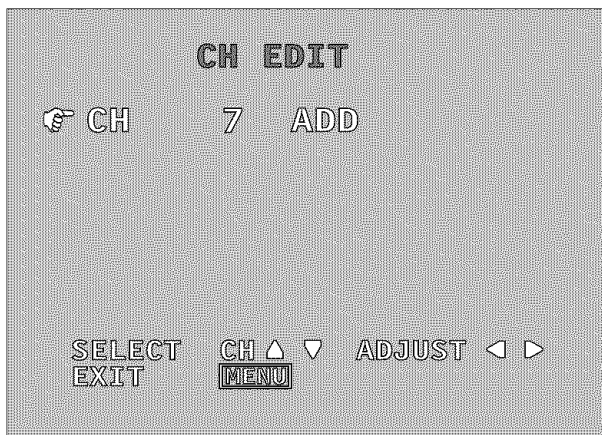 CH EDIT
☞ CH 7 ADD
SELECT CH △ ▽ ADJUST ◁ ▷
EXIT MENU